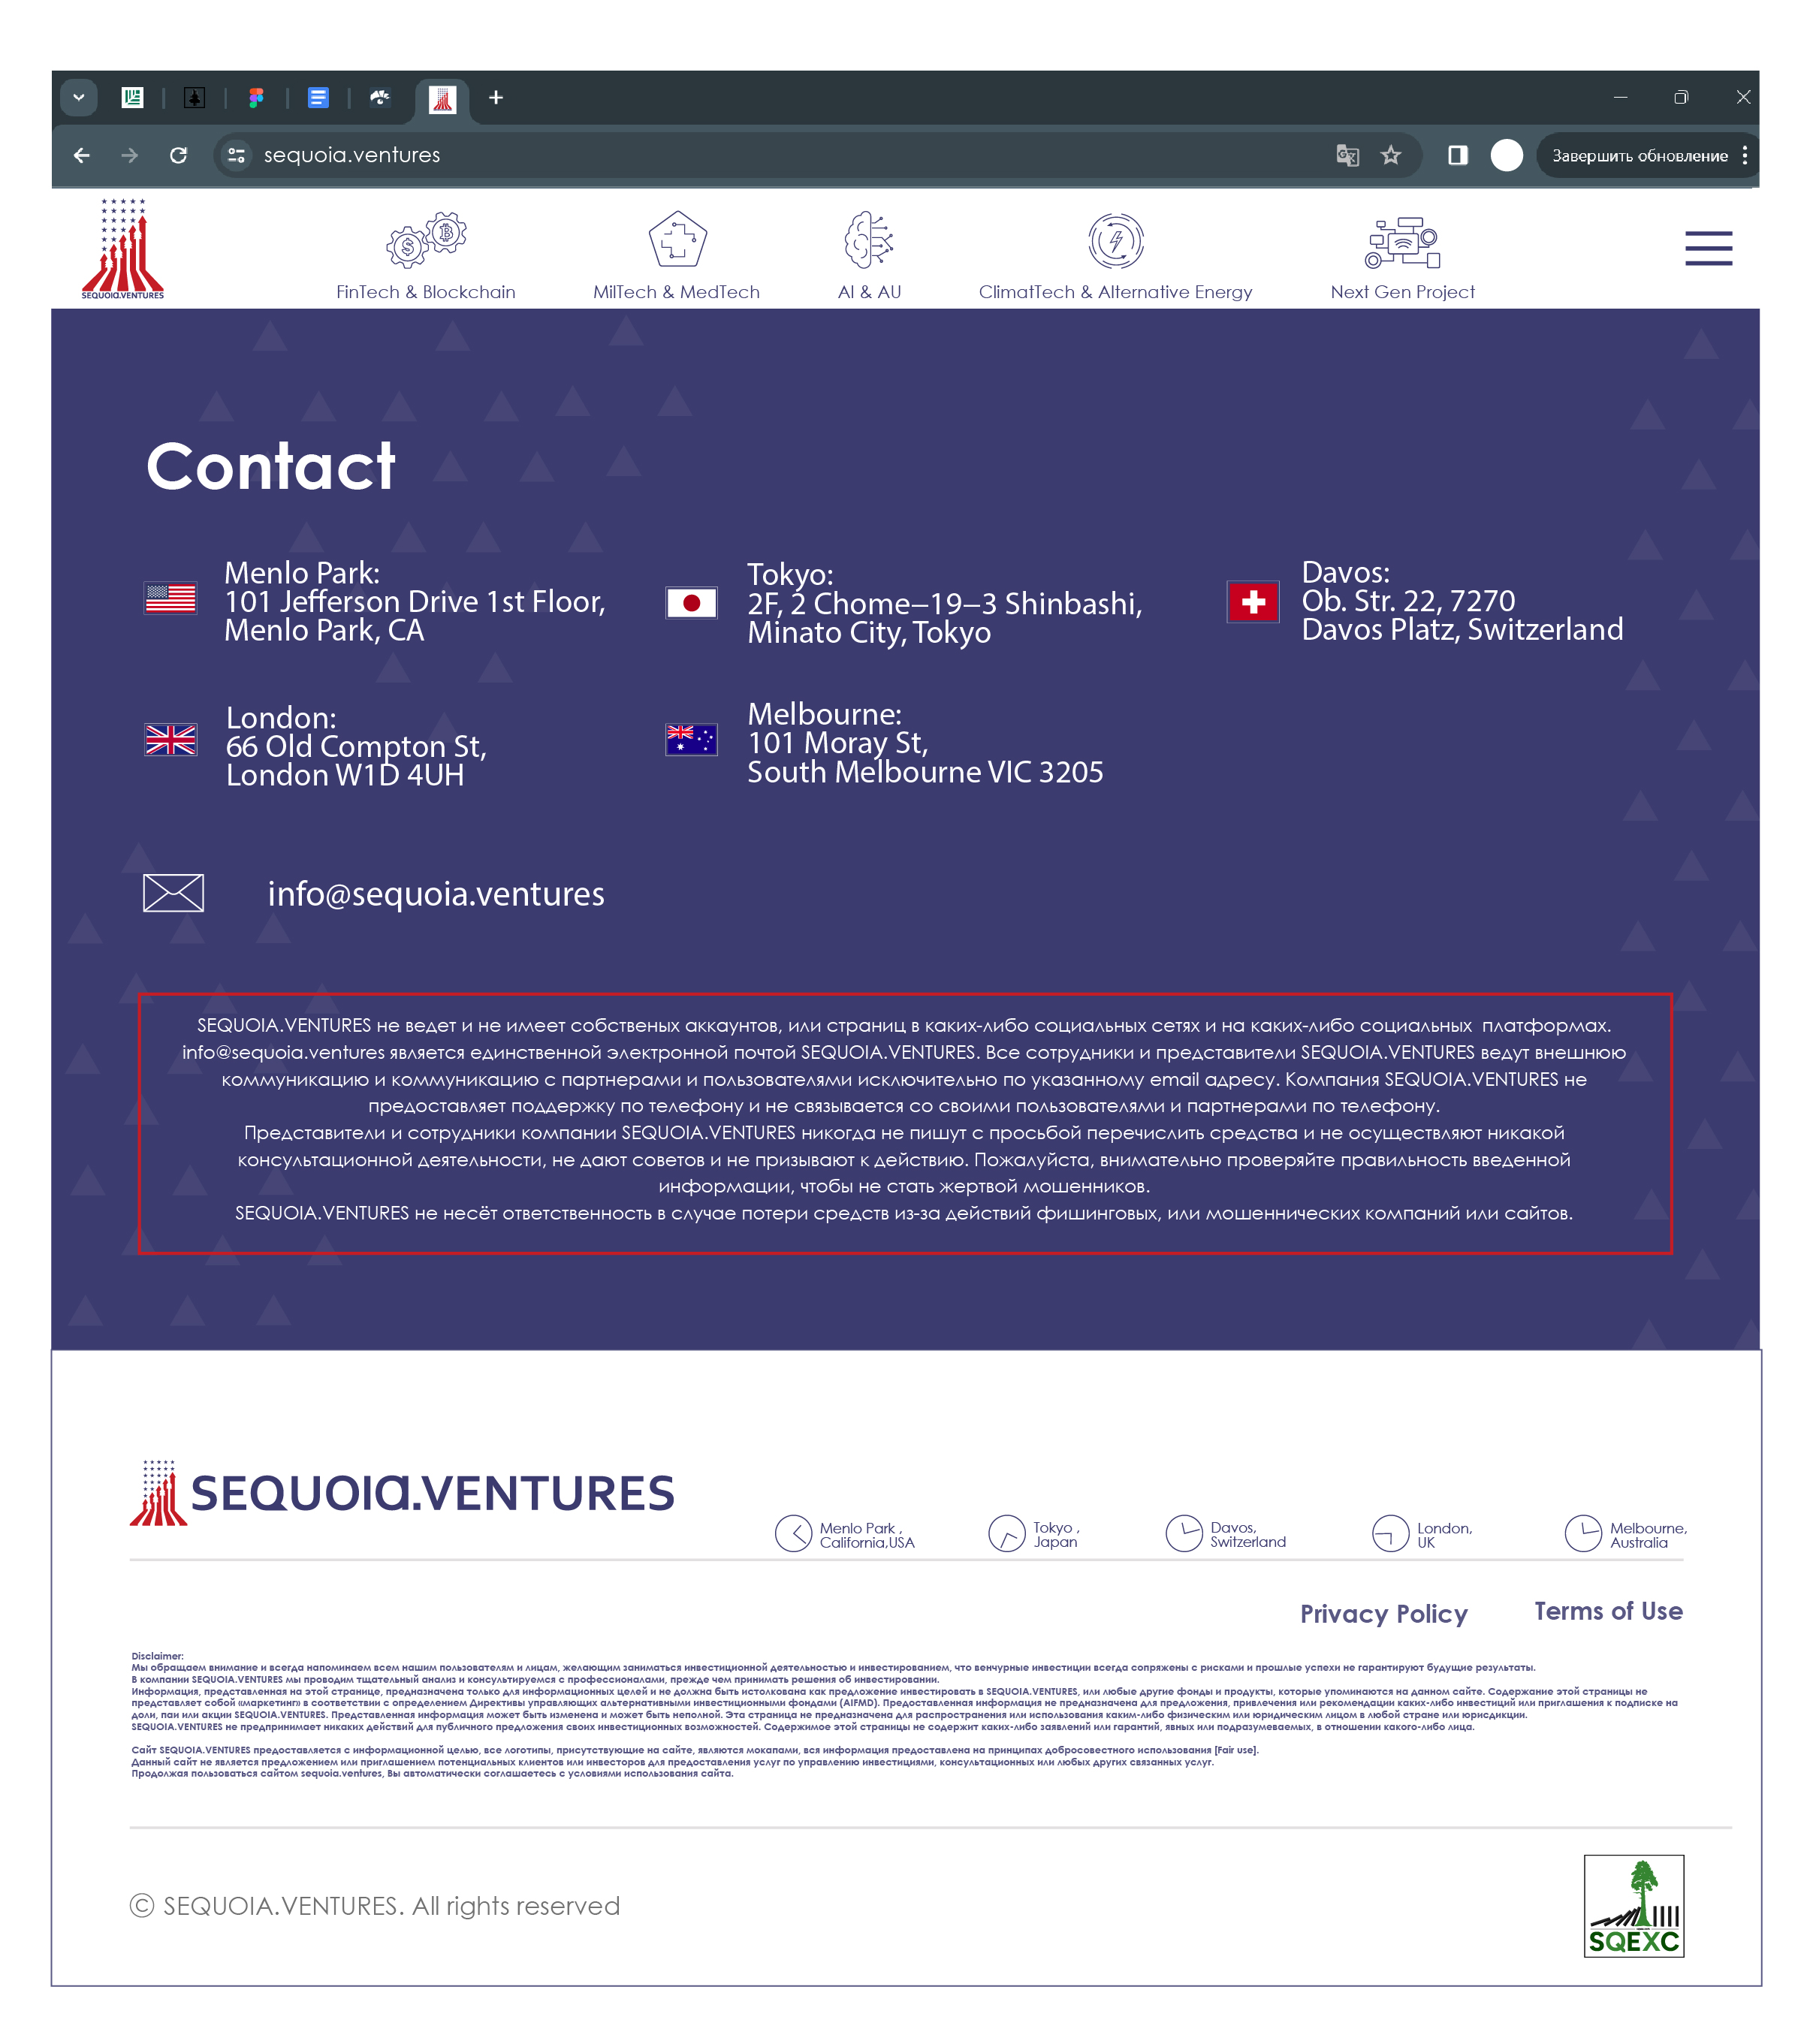 sequoia.ventures
Завершить обновление
SEQUOIA.VENTURES
FinTech & Blockchain
MilTech & MedTech
AI & AU
ClimatTech & Alternative Energy
Next Gen Project
Contact
Menlo Park:
101 Jefferson Drive 1st Floor,
Menlo Park, CA
Tokyo:
2F, 2 Chome–19–3 Shinbashi,
Minato City, Tokyo
Davos:
Ob. Str. 22, 7270
Davos Platz, Switzerland
London:
66 Old Compton St,
London W1D 4UH
Melbourne:
101 Moray St,
South Melbourne VIC 3205
info@sequoia.ventures
SEQUOIA.VENTURES не ведет и не имеет собственых аккаунтов, или страниц в каких-либо социальных сетях и на каких-либо социальных платформах.
info@sequoia.ventures является единственной электронной почтой SEQUOIA.VENTURES. Все сотрудники и представители SEQUOIA.VENTURES ведут внешнюю
коммуникацию и коммуникацию с партнерами и пользователями исключительно по указанному email адресу. Компания SEQUOIA.VENTURES не
предоставляет поддержку по телефону и не связывается со своими пользователями и партнерами по телефону.
Представители и сотрудники компании SEQUOIA.VENTURES никогда не пишут с просьбой перечислить средства и не осуществляют никакой
консультационной деятельности, не дают советов и не призывают к действию. Пожалуйста, внимательно проверяйте правильность введенной
информации, чтобы не стать жертвой мошенников.
SEQUOIA.VENTURES не несёт ответственность в случае потери средств из-за действий фишинговых, или мошеннических компаний или сайтов.
SEQUOIA.VENTURES
Menlo Park ,
California,USA
Tokyo ,
Japan
Davos,
Switzerland
London,
UK
Melbourne,
Australia
Privacy Policy
Terms of Use
Disclaimer:
Мы обращаем внимание и всегда напоминаем всем нашим пользователям и лицам, желающим заниматься инвестиционной деятельностью и инвестированием, что венчурные инвестиции всегда сопряжены с рисками и прошлые успехи не гарантируют будущие результаты.
В компании SEQUOIA.VENTURES мы проводим тщательный анализ и консультируемся с профессионалами, прежде чем принимать решения об инвестировании.
Информация, представленная на этой странице, предназначена только для информационных целей и не должна быть истолкована как предложение инвестировать в SEQUOIA.VENTURES, или любые другие фонды и продукты, которые упоминаются на данном сайте. Содержание этой страницы не
представляет собой «маркетинг» в соответствии с определением Директивы управляющих альтернативными инвестиционными фондами (AIFMD). Предоставленная информация не предназначена для предложения, привлечения или рекомендации каких-либо инвестиций или приглашения к подписке на
доли, паи или акции SEQUOIA.VENTURES. Представленная информация может быть изменена и может быть неполной. Эта страница не предназначена для распространения или использования каким-либо физическим или юридическим лицом в любой стране или юрисдикции.
SEQUOIA.VENTURES не предпринимает никаких действий для публичного предложения своих инвестиционных возможностей. Содержимое этой страницы не содержит каких-либо заявлений или гарантий, явных или подразумеваемых, в отношении какого-либо лица.
Сайт SEQUOIA.VENTURES предоставляется с информационной целью, все логотипы, присутствующие на сайте, являются мокапами, вся информация предоставлена на принципах добросовестного использования [Fair use].
Данный сайт не является предложением или приглашением потенциальных клиентов или инвесторов для предоставления услуг по управлению инвестициями, консультационных или любых других связанных услуг.
Продолжая пользоваться сайтом sequoia.ventures, Вы автоматически соглашаетесь с условиями использования сайта.
© SEQUOIA.VENTURES. All rights reserved
SQEXC